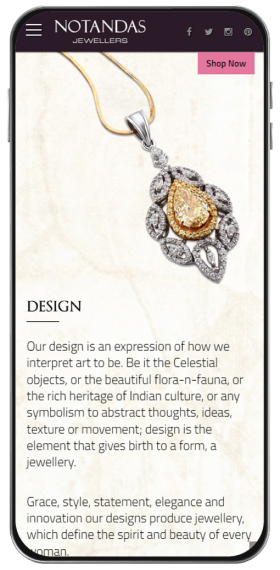 NOTANDAS
JEWELLERS
Shop Now
DESIGN
Our design is an expression of how we
interpret art to be. Be it the Celestial
objects, or the beautiful flora-n-fauna, or
the rich heritage of Indian culture, or any
symbolism to abstract thoughts, ideas,
texture or movement; design is the
element that gives birth to a form, a
jewellery.
Grace, style, statement, elegance and
innovation our designs produce jewellery,
which define the spirit and beauty of every
woman.